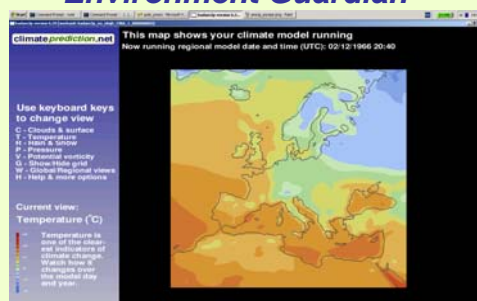 Environment Guardian
climateprediction.net
This map shows your climate model running
Now running regional model date and time (UTC): 02/12/1966 20:40
Use keyboard keys
to change view
C - Clouds & surface
T - Temperature
R - Rain & Snow
P - Pressure
V - Potential vorticity
G - Show/Hide grid
W - Global/Regional views
H - Help & more options
Current view:
Temperature (°C)
Temperature is
one of the clear-
est indicators of
climate change.
Watch how it
changes over
the model day
and year.